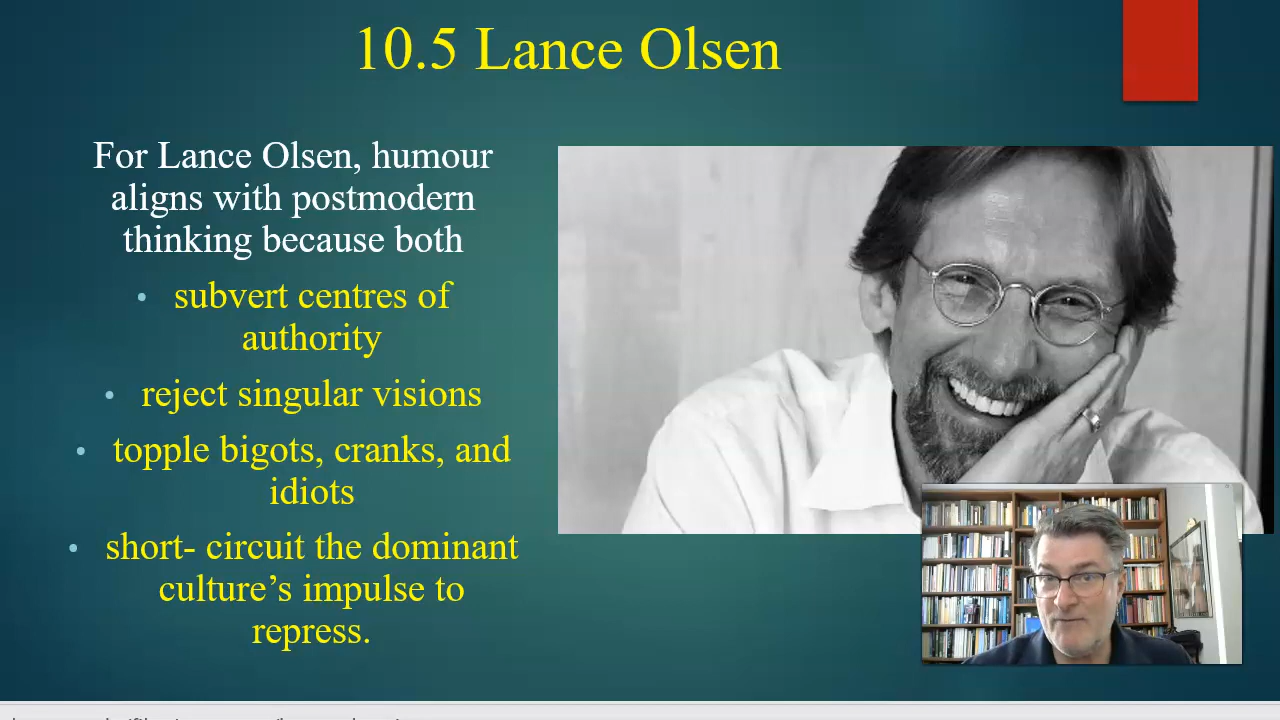 10.5 Lance Olsen
For Lance Olsen, humour
aligns with postmodern
thinking because both
• subvert centres of
authority
• reject singular visions
• topple bigots, cranks, and
idiots
• short- circuit the dominant
culture’s impulse to
repress.